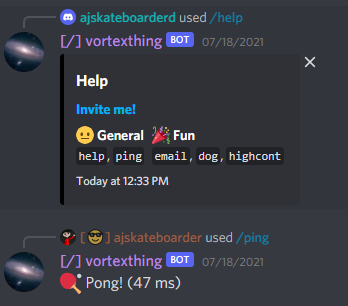 ajskateboarderd used /help
[/] vortexthing BOT 07/18/2021
Help
Invite me!
😐 General 🎉 Fun
help, ping email, dog, highcont
Today at 12:33 PM
[😎] ajskateboarder used /ping
[/] vortexthing BOT 07/18/2021
🏓 Pong! (47 ms)